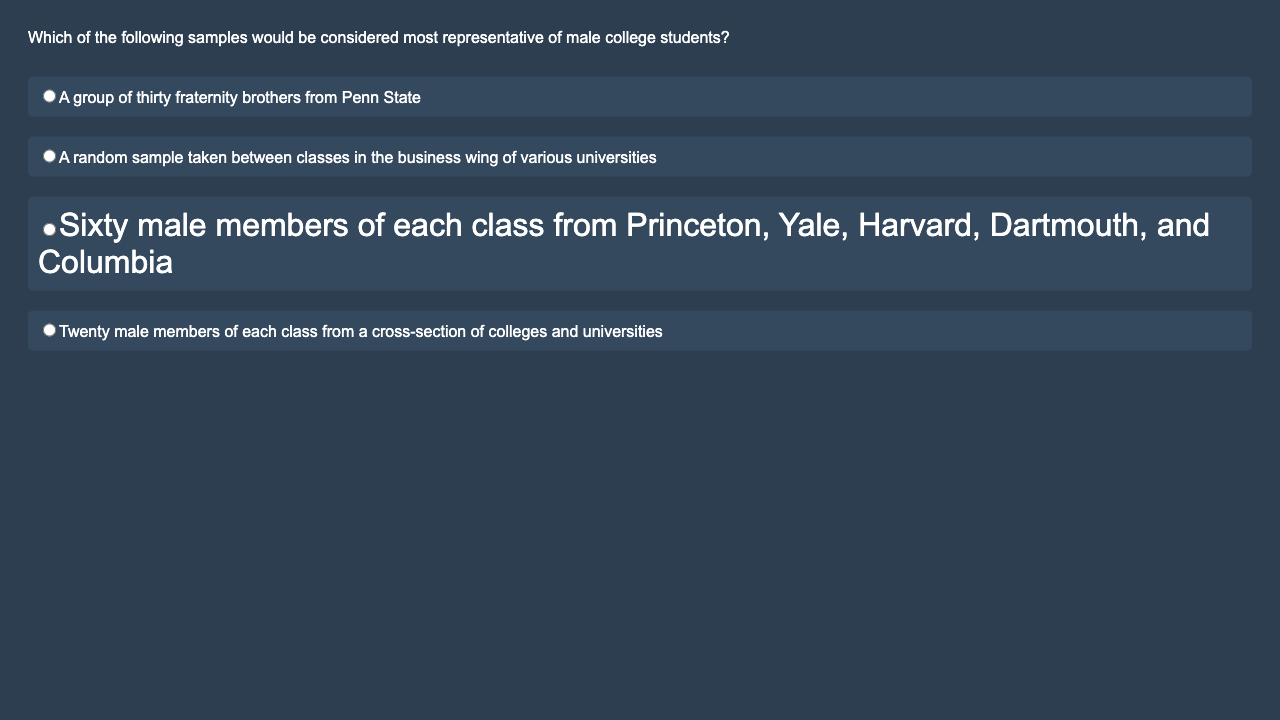 Which of the following samples would be considered most representative of male college students?
A group of thirty fraternity brothers from Penn State
A random sample taken between classes in the business wing of various universities
Sixty male members of each class from Princeton, Yale, Harvard, Dartmouth, and
Columbia
Twenty male members of each class from a cross-section of colleges and universities